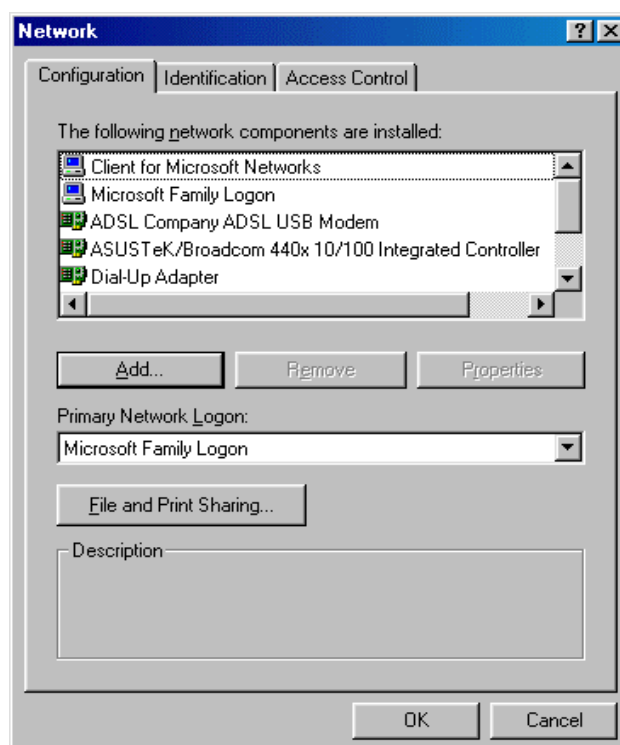 Network
Configuration Identification Access Control
The following network components are installed:
Client for Microsoft Networks
Microsoft Family Logon
ADSL Company ADSL USB Modem
ASUSTeK/Broadcom 440x 10/100 Integrated Controller
Dial-Up Adapter
Add... Remove Properties
Primary Network Logon:
Microsoft Family Logon
File and Print Sharing...
Description
OK Cancel